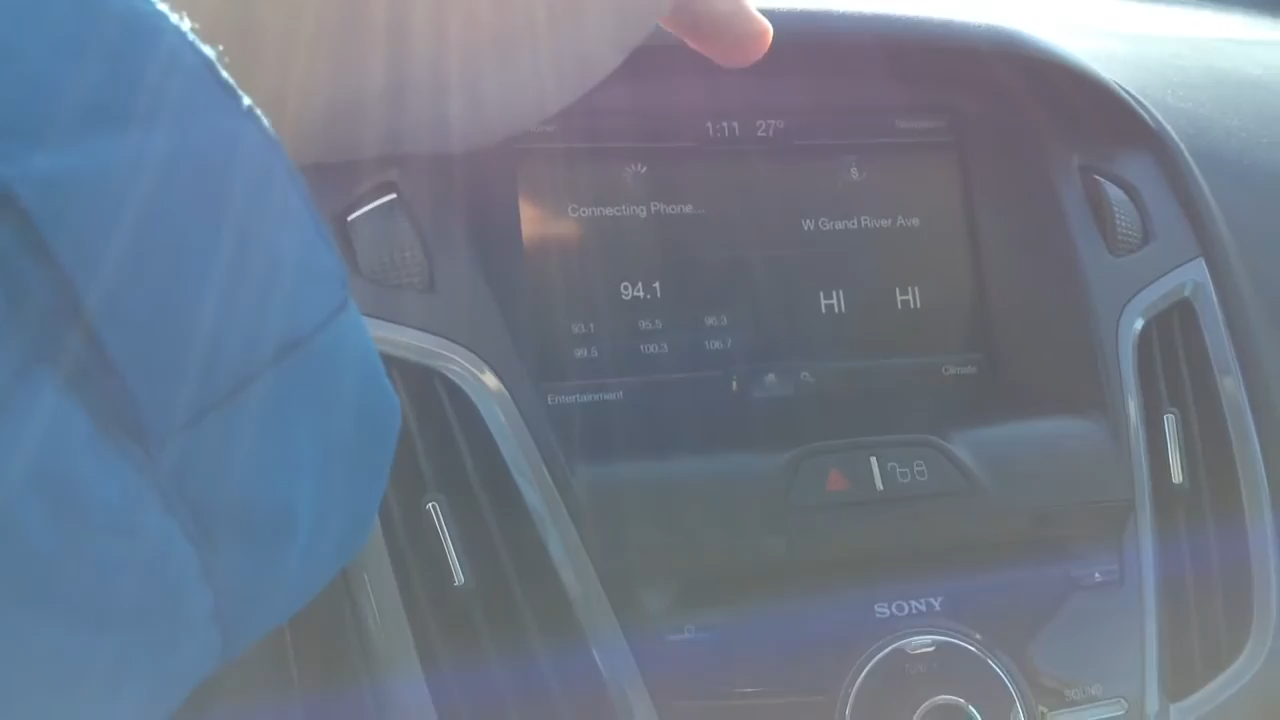 1:11 27°
Connecting Phone...
S
W Grand River Ave
94.1
HI HI
93.1 95.5 96.3
99.5 100.3 106.7
Entertainment
Climate
SONY
SOUND